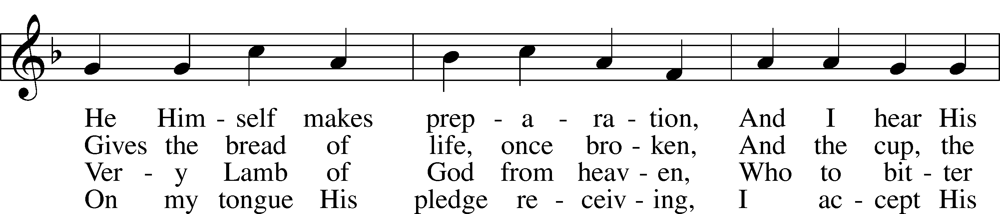 He Him - self makes prep - a - ra - tion, And I hear His
Gives the bread of life, once bro - ken, And the cup, the
Ver - y Lamb of God from heav - en, Who to bit - ter
On my tongue His pledge re - ceiv - ing, I ac - cept His